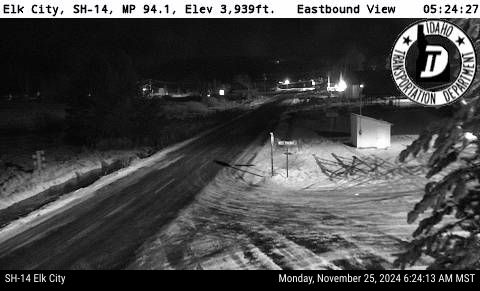 Elk City, SH-14, MP 94.1, Elev 3,939ft. Eastbound View 05:24:27
IDAHO
TRANSPORTATION DEPARTMENT
SH-14 Elk City Monday, November 25, 2024 6:24:13 AM MST